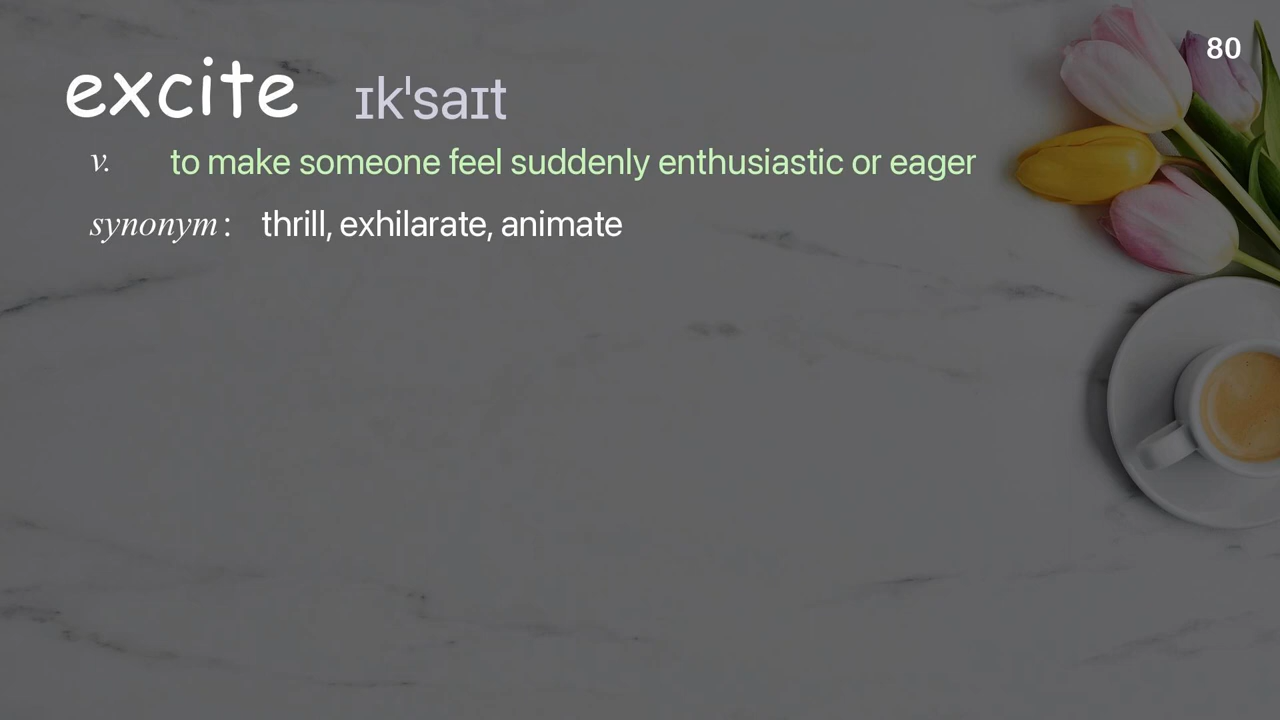 80
excite ɪkˈsaɪt
v. to make someone feel suddenly enthusiastic or eager
synonym: thrill, exhilarate, animate